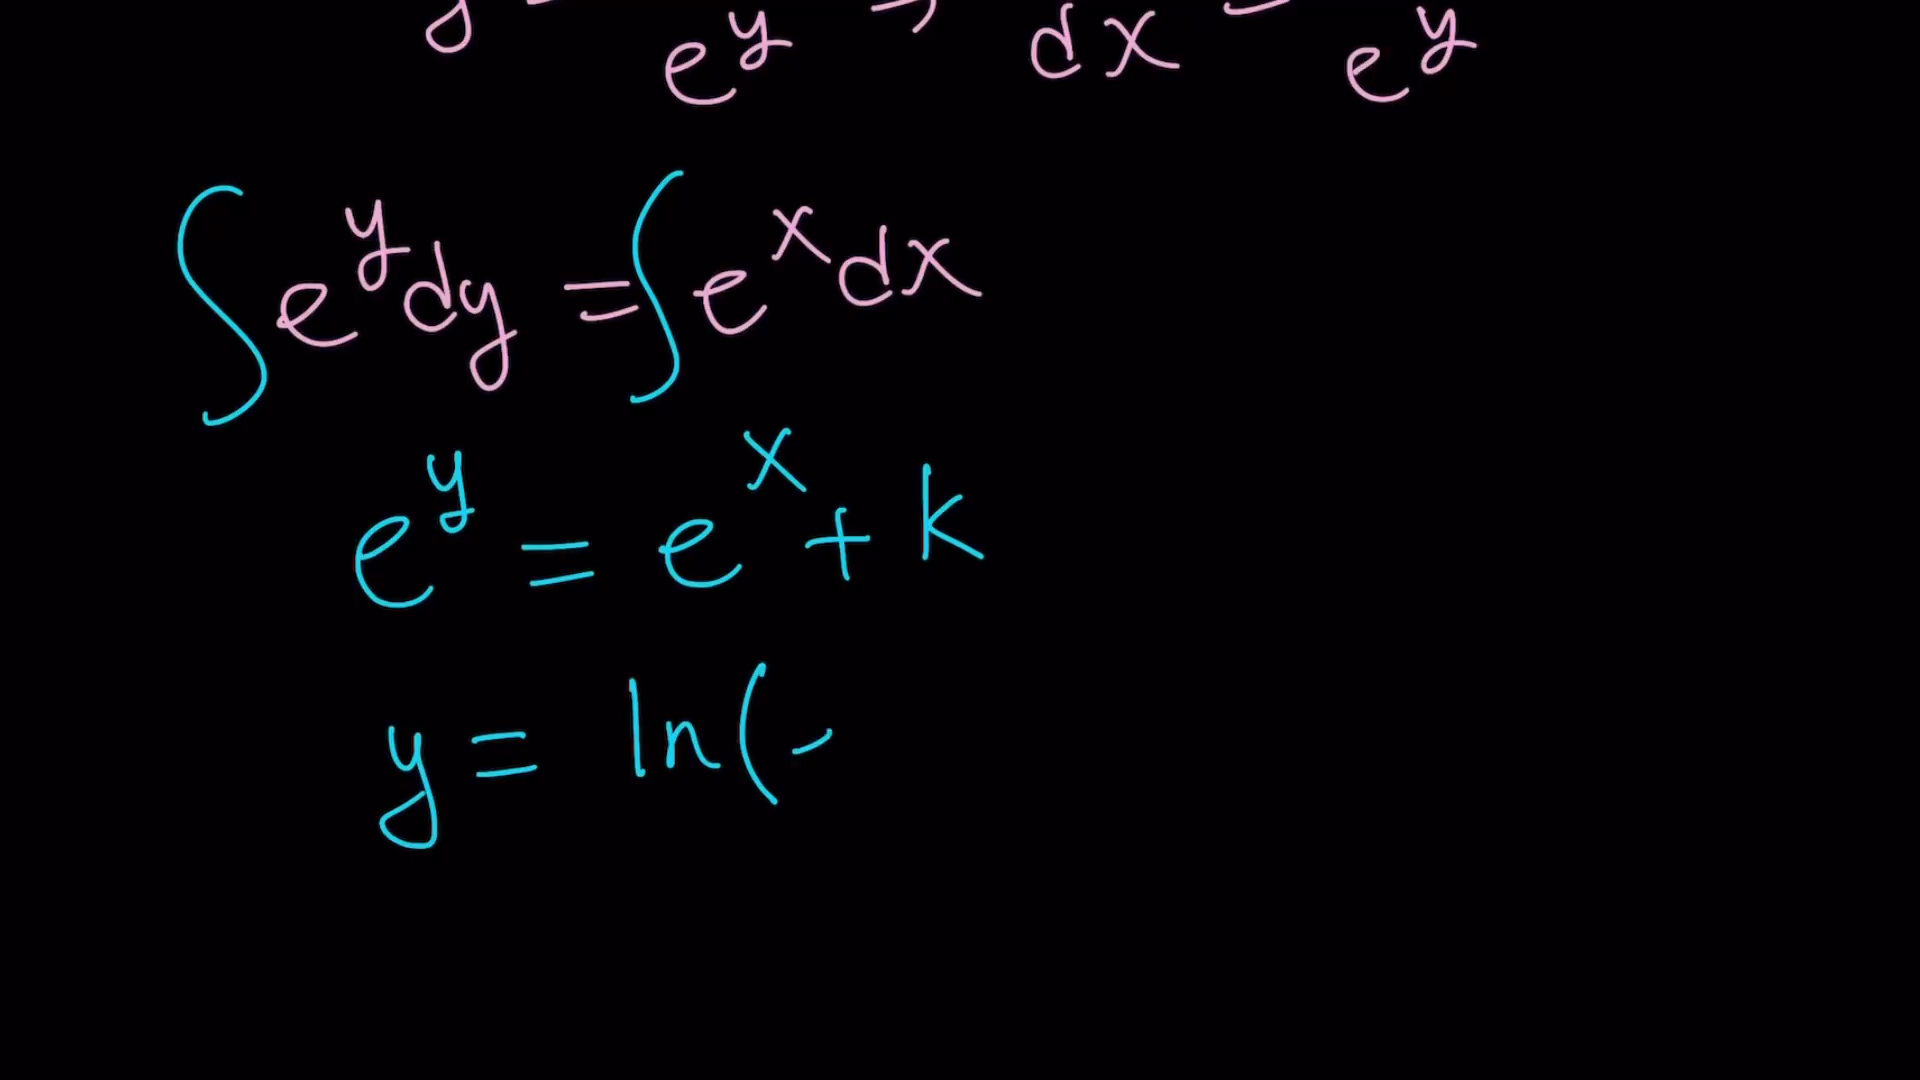 e^y → dx e^y
∫e^y dy = ∫e^x dx
e^y = e^x + k
y = ln(